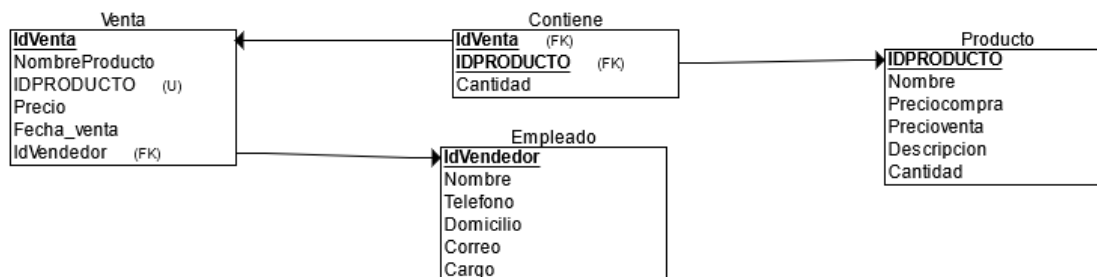 Venta
IdVenta
NombreProducto
IDPRODUCTO (U)
Precio
Fecha_venta
IdVendedor (FK)
Contiene
IdVenta (FK)
IDPRODUCTO (FK)
Cantidad
Empleado
IdVendedor
Nombre
Telefono
Domicilio
Correo
Cargo
Producto
IDPRODUCTO
Nombre
Preciocompra
Precioventa
Descripcion
Cantidad